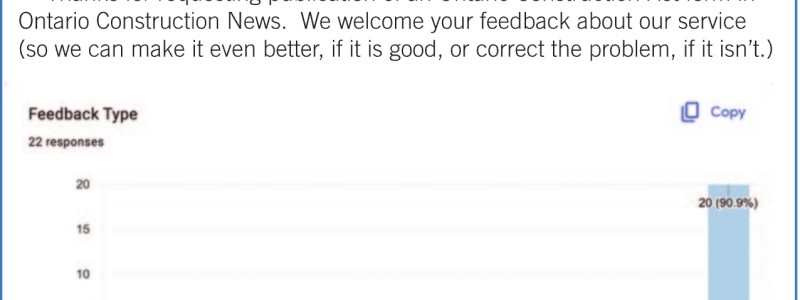 Ontario Construction News.  We welcome your feedback about our service
(so we can make it even better, if it is good, or correct the problem, if it isn't.)
Feedback Type
Copy
22 responses
20
20 (90.9%)
15
10